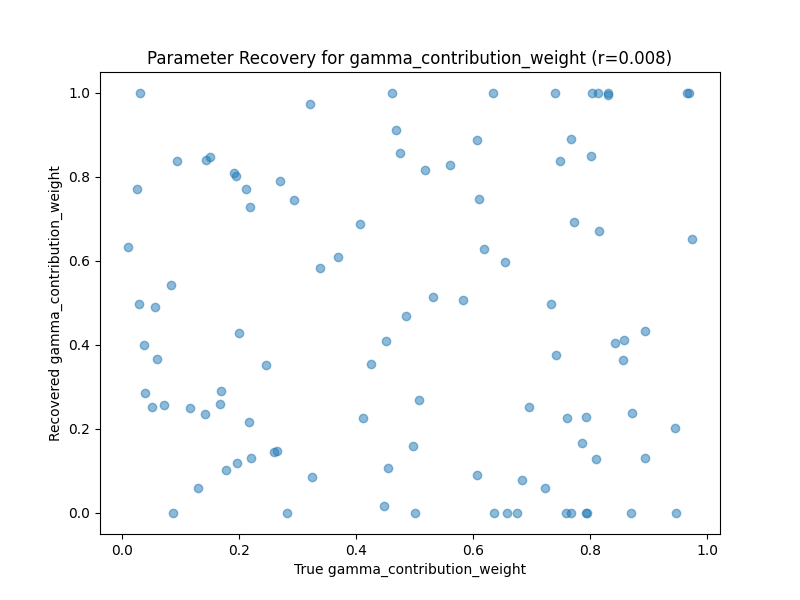 Parameter Recovery for gamma_contribution_weight (r=0.008)
Recovered gamma_contribution_weight
1.0
0.8
0.6
0.4
0.2
0.0
0.0 0.2 0.4 0.6 0.8 1.0
True gamma_contribution_weight